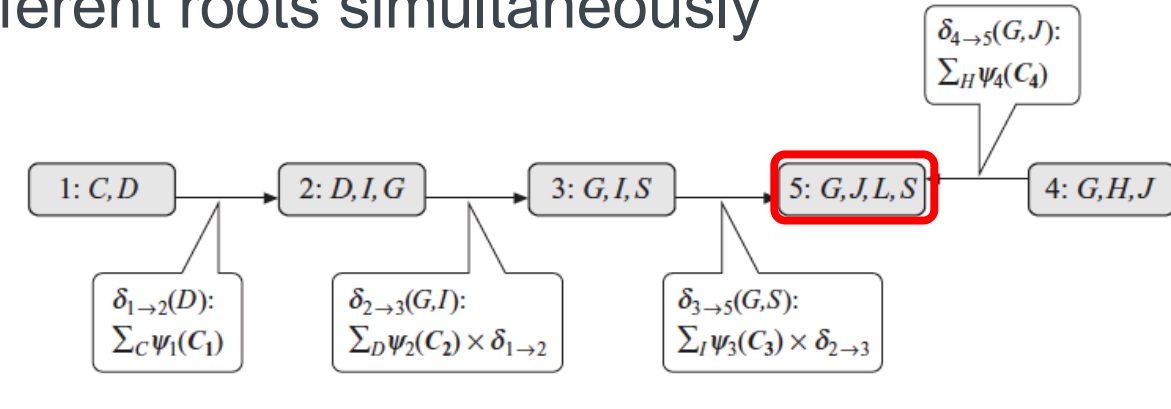 ferent roots simultaneously
δ4→5(G,J):
∑H ψ4(C4)
1: C,D
2: D,I,G
3: G,I,S
5: G,J,L,S
4: G,H,J
δ1→2(D):
∑C ψ1(C1)
δ2→3(G,I):
∑D ψ2(C2) × δ1→2
δ3→5(G,S):
∑I ψ3(C3) × δ2→3